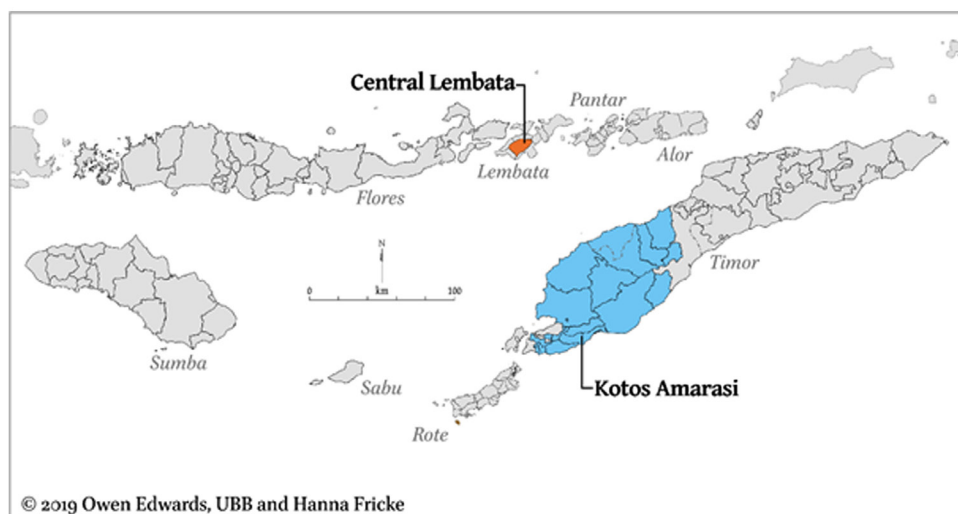 Central Lembata
Pantar
Alor
Lembata
Flores
Timor
N
0 km 100
Sumba
Sabu
Kotos Amarasi
Rote
© 2019 Owen Edwards, UBB and Hanna Fricke